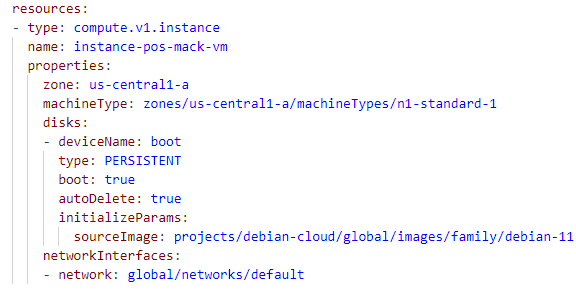 resources:
- type: compute.v1.instance
  name: instance-pos-mack-vm
  properties:
    zone: us-central1-a
    machineType: zones/us-central1-a/machineTypes/n1-standard-1
    disks:
    - deviceName: boot
      type: PERSISTENT
      boot: true
      autoDelete: true
      initializeParams:
        sourceImage: projects/debian-cloud/global/images/family/debian-11
    networkInterfaces:
    - network: global/networks/default